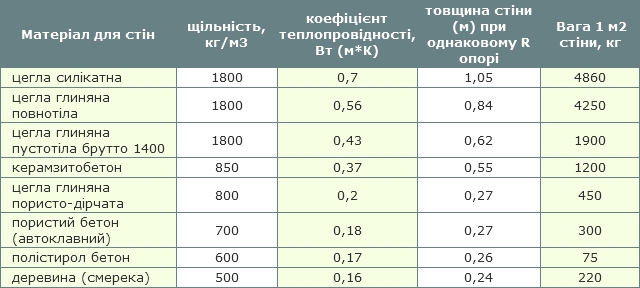 Матеріал для стін щільність, кг/м3 коефіцієнт теплопровідності, Вт (м*K) товщина стіни (м) при однаковому R опорі Вага 1 м2 стіни, кг
цегла силікатна 1800 0,7 1,05 4860
цегла глиняна повнотіла 1800 0,56 0,84 4250
цегла глиняна пустотіла брутто 1400 1800 0,43 0,62 1900
керамзитобетон 850 0,37 0,55 1200
цегла глиняна пористо-дірчата 800 0,2 0,27 450
пористий бетон (автоклавний) 700 0,18 0,27 300
полістирол бетон 600 0,17 0,26 75
деревина (смерека) 500 0,16 0,24 220